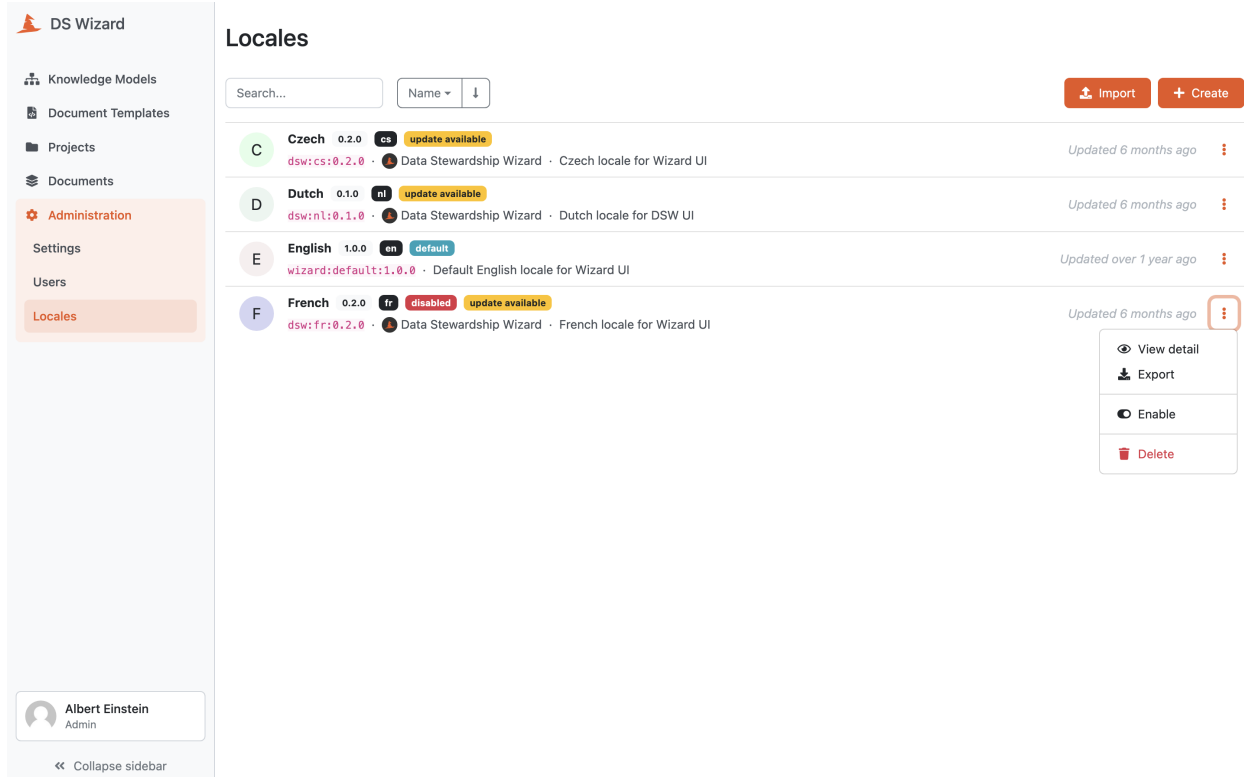 DS Wizard
Knowledge Models
Document Templates
Projects
Documents
Administration
Settings
Users
Locales
Albert Einstein
Admin
Collapse sidebar
Locales
Search...
Name
Import
Create
C
Czech 0.2.0 cs update available
dsw:cs:0.2.0 · Data Stewardship Wizard · Czech locale for Wizard UI
Updated 6 months ago
D
Dutch 0.1.0 nl update available
dsw:nl:0.1.0 · Data Stewardship Wizard · Dutch locale for DSW UI
Updated 6 months ago
E
English 1.0.0 en default
wizard:default:1.0.0 · Default English locale for Wizard UI
Updated over 1 year ago
F
French 0.2.0 fr disabled update available
dsw:fr:0.2.0 · Data Stewardship Wizard · French locale for Wizard UI
Updated 6 months ago
View detail
Export
Enable
Delete